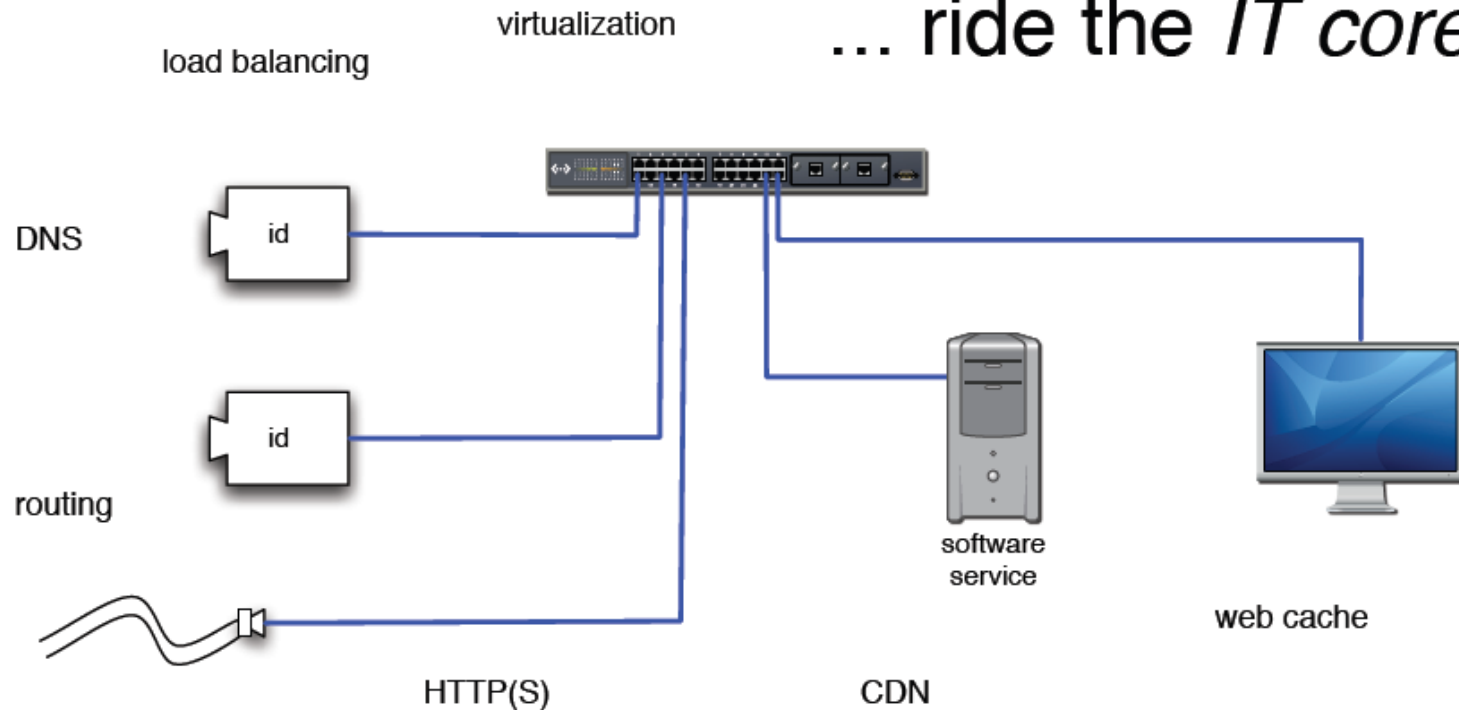 virtualization
... ride the IT core
load balancing
DNS
id
id
routing
software
service
web cache
HTTP(S)
CDN